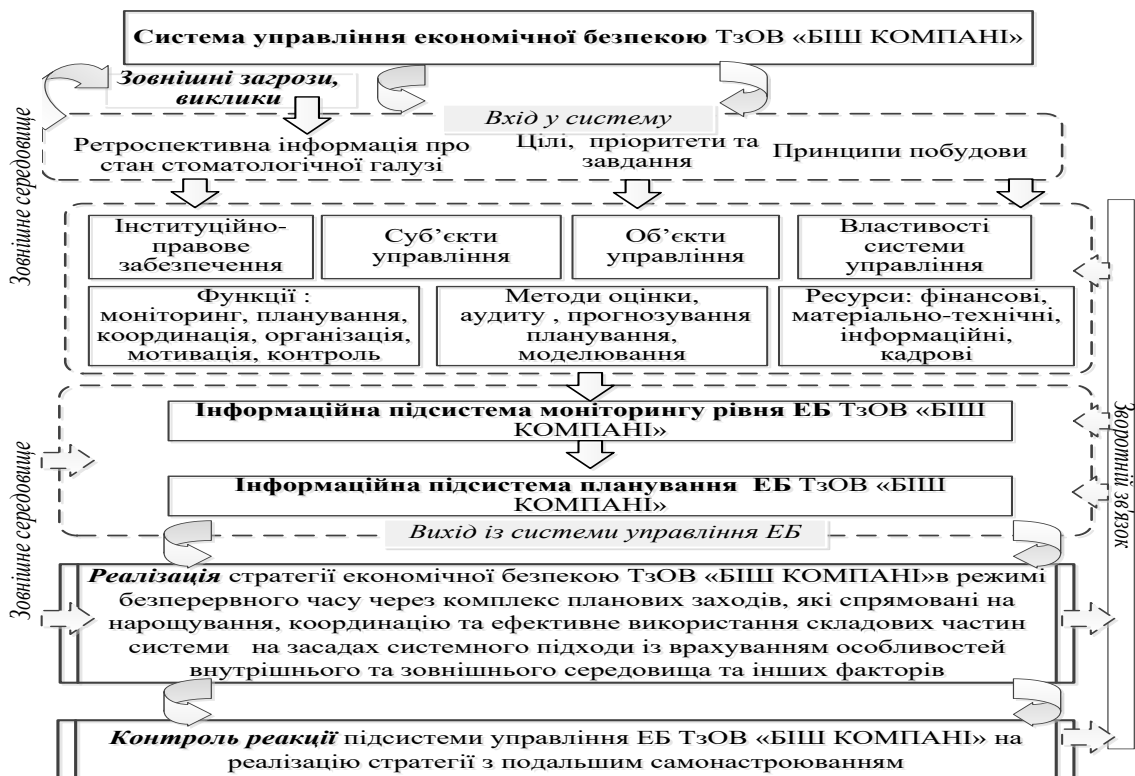 Система управління економічної безпекою ТзОВ «БІШ КОМПАНІ»
Зовнішні загрози,
виклики
Вхід у систему
Ретроспективна інформація про
стан стоматологічної галузі
Цілі, пріоритети та
завдання
Принципи побудови
Зовнішнє середовище
Інституційно-
правове
забезпечення
Суб’єкти
управління
Об’єкти
управління
Властивості
системи
управління
Функції :
моніторинг, планування,
координація, організація,
мотивація, контроль
Методи оцінки,
аудиту , прогнозування
планування,
моделювання
Ресурси: фінансові,
матеріально-технічні,
інформаційні,
кадрові
Інформаційна підсистема моніторингу рівня ЕБ ТзОВ «БІШ
КОМПАНІ»
Інформаційна підсистема планування ЕБ ТзОВ «БІШ
КОМПАНІ»
Зворотній зв'язок
Зовнішнє середовище
Вихід із системи управління ЕБ
Реалізація стратегії економічної безпекою ТзОВ «БІШ КОМПАНІ»в режимі
безперервного часу через комплекс планових заходів, які спрямовані на
нарощування, координацію та ефективне використання складових частин
системи на засадах системного підходи із врахуванням особливостей
внутрішнього та зовнішнього середовища та інших факторів
Контроль реакції підсистеми управління ЕБ ТзОВ «БІШ КОМПАНІ» на
реалізацію стратегії з подальшим самонастроюванням